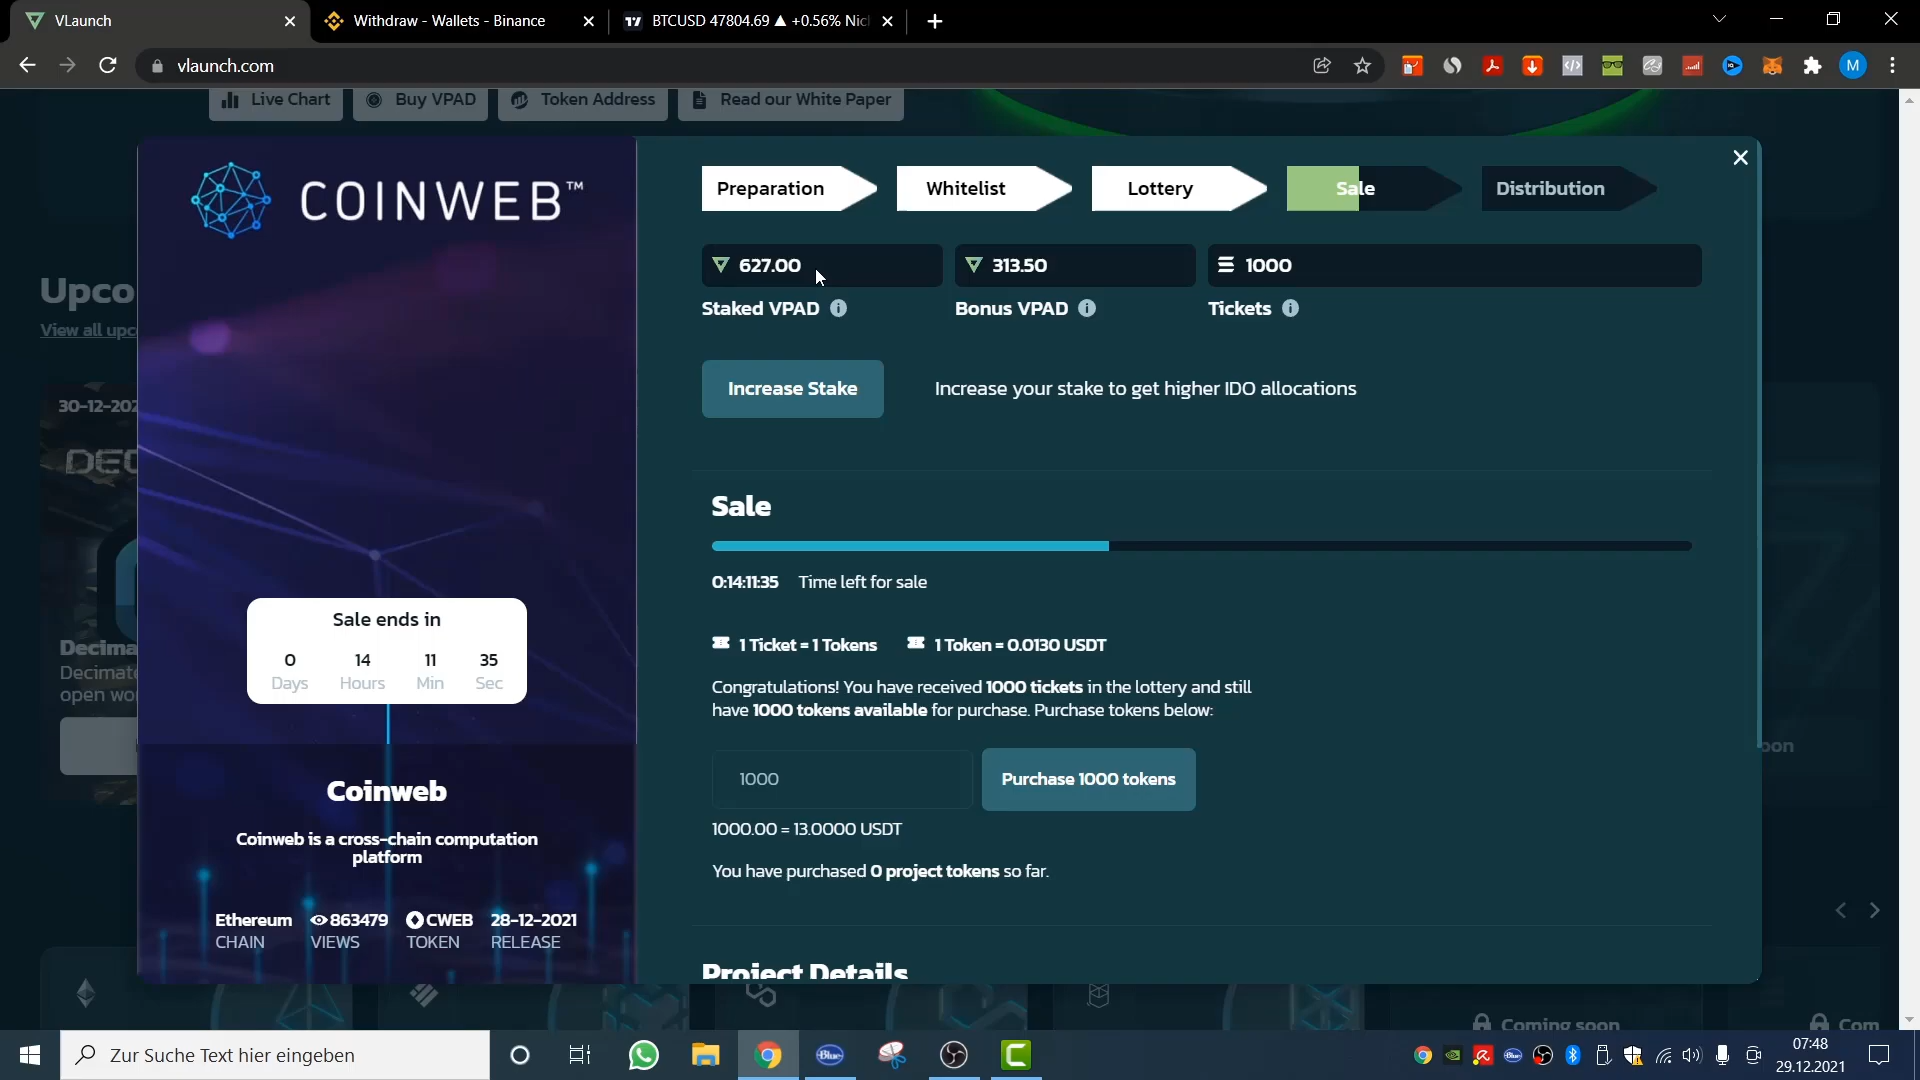 VLaunch
Withdraw - Wallets - Binance
BTCUSD 47804.69 ▲ +0.56% Nic
vlaunch.com
M
Live Chart
Buy VPAD
Token Address
Read our White Paper
COINWEB™
Preparation
Whitelist
Lottery
Sale
Distribution
627.00
313.50
1000
Staked VPAD
Bonus VPAD
Tickets
Upco
View all upc
Increase Stake
Increase your stake to get higher IDO allocations
30-12-202
DEC
Sale
0:14:11:35 Time left for sale
Sale ends in
0 14 11 35
Days Hours Min Sec
1 Ticket = 1 Tokens
1 Token = 0.0130 USDT
Congratulations! You have received 1000 tickets in the lottery and still
have 1000 tokens available for purchase. Purchase tokens below:
Decima
Decimate
open wor
1000
Purchase 1000 tokens
1000.00 = 13.0000 USDT
You have purchased 0 project tokens so far.
Coinweb
Coinweb is a cross-chain computation
platform
Ethereum 863479 CWEB 28-12-2021
CHAIN VIEWS TOKEN RELEASE
Project Details
Coming soon
Com
Zur Suche Text hier eingeben
Blue
07:48
29.12.2021